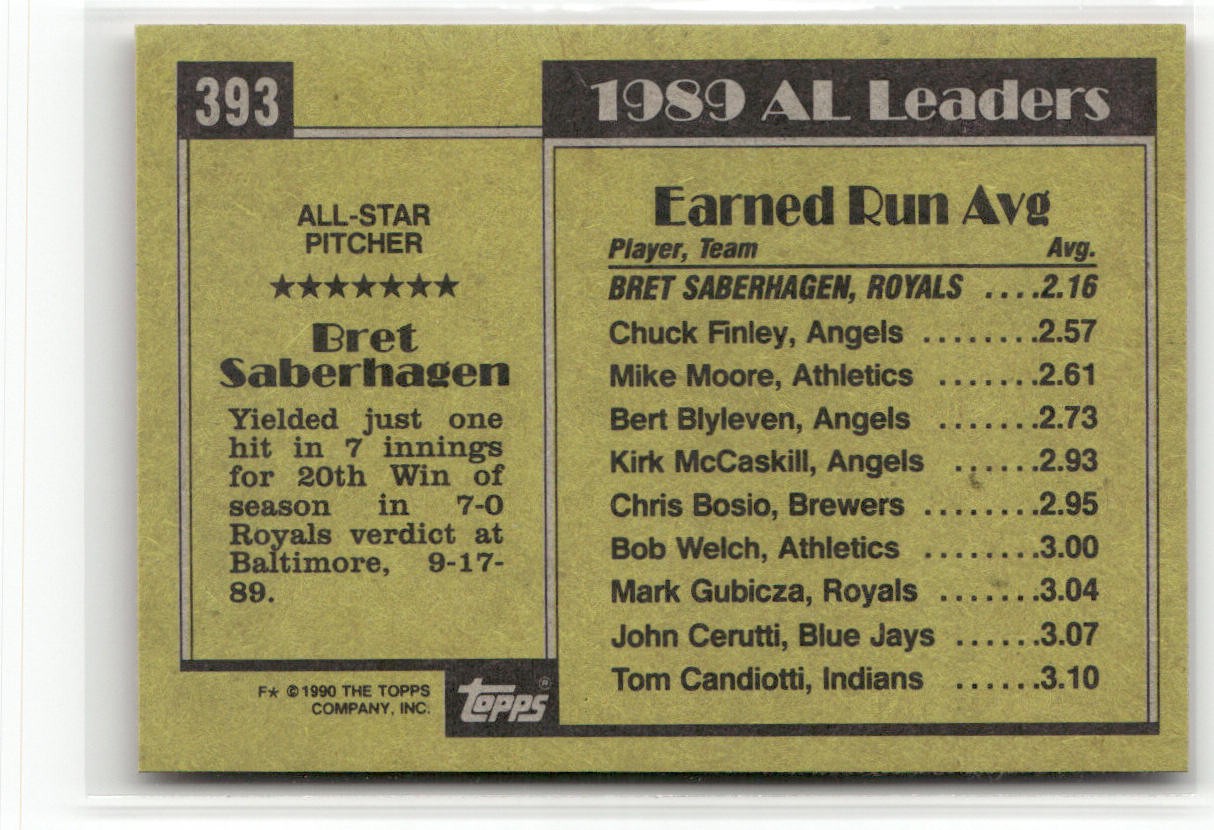 393
1989 AL Leaders
ALL-STAR
PITCHER
★★★★★★★
Bret
Saberhagen
Yielded just one
hit in 7 innings
for 20th Win of
season in 7-0
Royals verdict at
Baltimore, 9-17-
89.
F★ ©1990 THE TOPPS
COMPANY, INC.
topps®
Earned Run Avg
Player, Team Avg.
BRET SABERHAGEN, ROYALS ....2.16
Chuck Finley, Angels ........2.57
Mike Moore, Athletics .......2.61
Bert Blyleven, Angels .......2.73
Kirk McCaskill, Angels ......2.93
Chris Bosio, Brewers ........2.95
Bob Welch, Athletics ........3.00
Mark Gubicza, Royals .......3.04
John Cerutti, Blue Jays ......3.07
Tom Candiotti, Indians ......3.10